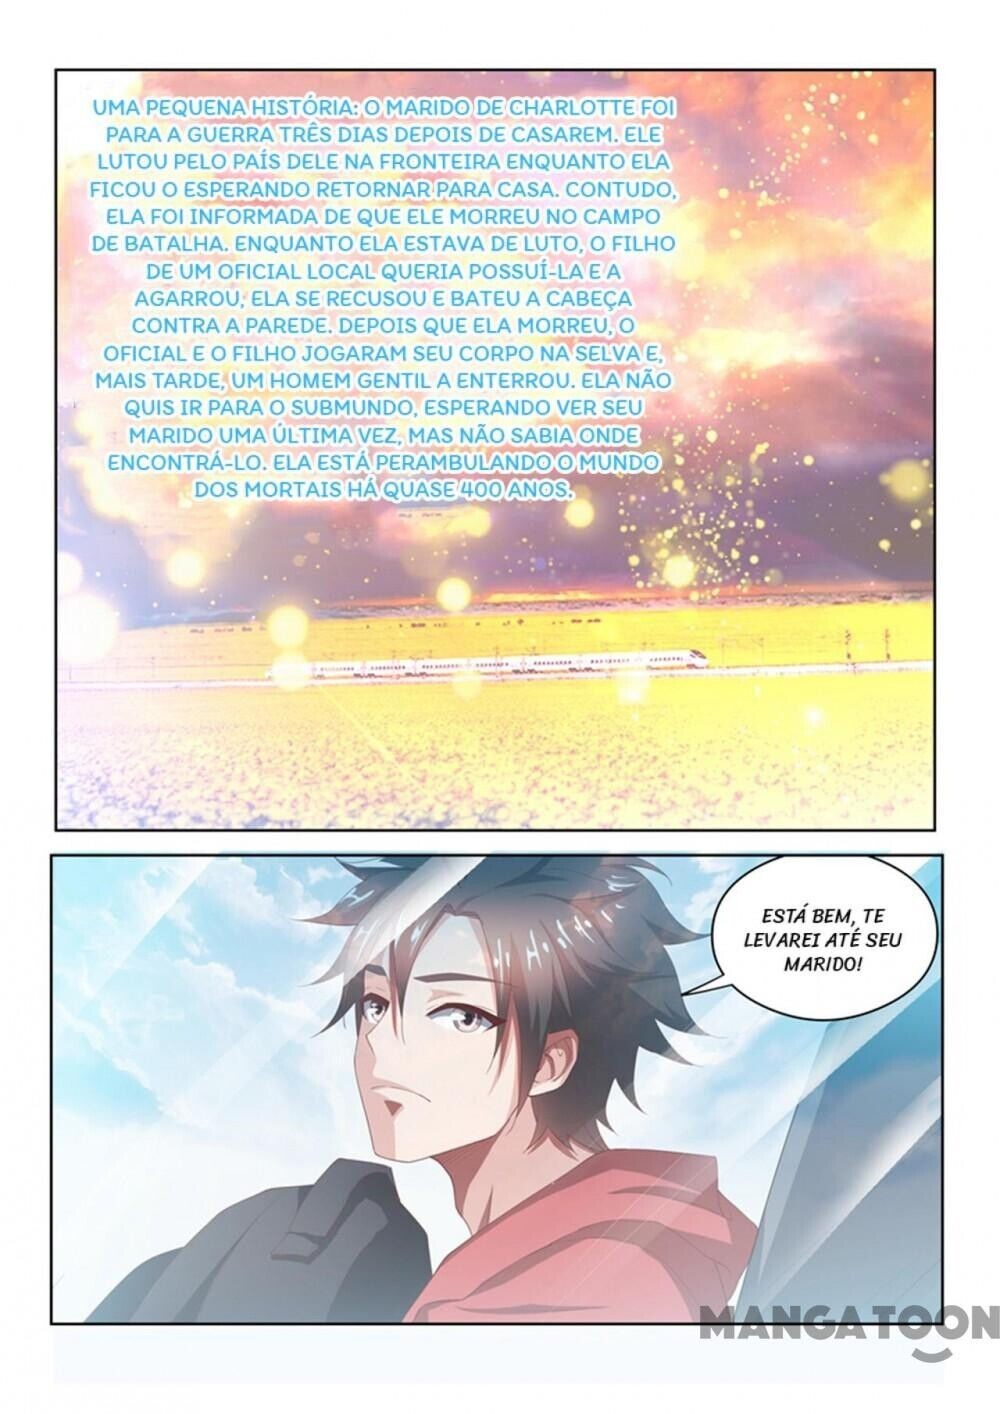 UMA PEQUENA HISTÓRIA: O MARIDO DE CHARLOTTE FOI
PARA A GUERRA TRÊS DIAS DEPOIS DE CASAREM. ELE
LUTOU PELO PAÍS DELE NA FRONTEIRA ENQUANTO ELA
FICOU O ESPERANDO RETORNAR PARA CASA. CONTUDO,
ELA FOI INFORMADA DE QUE ELE MORREU NO CAMPO
DE BATALHA. ENQUANTO ELA ESTAVA DE LUTO, O FILHO
DE UM OFICIAL LOCAL QUERIA POSSUÍ-LA E A
AGARROU, ELA SE RECUSOU E BATEU A CABEÇA
CONTRA A PAREDE. DEPOIS QUE ELA MORREU, O
OFICIAL E O FILHO JOGARAM SEU CORPO NA SELVA E,
MAIS TARDE, UM HOMEM GENTIL A ENTERROU. ELA NÃO
QUIS IR PARA O SUBMUNDO, ESPERANDO VER SEU
MARIDO UMA ÚLTIMA VEZ, MAS NÃO SABIA ONDE
ENCONTRÁ-LO. ELA ESTÁ PERAMBULANDO O MUNDO
DOS MORTAIS HÁ QUASE 400 ANOS.
ESTÁ BEM, TE
LEVAREI ATÉ SEU
MARIDO!
MANGATOON